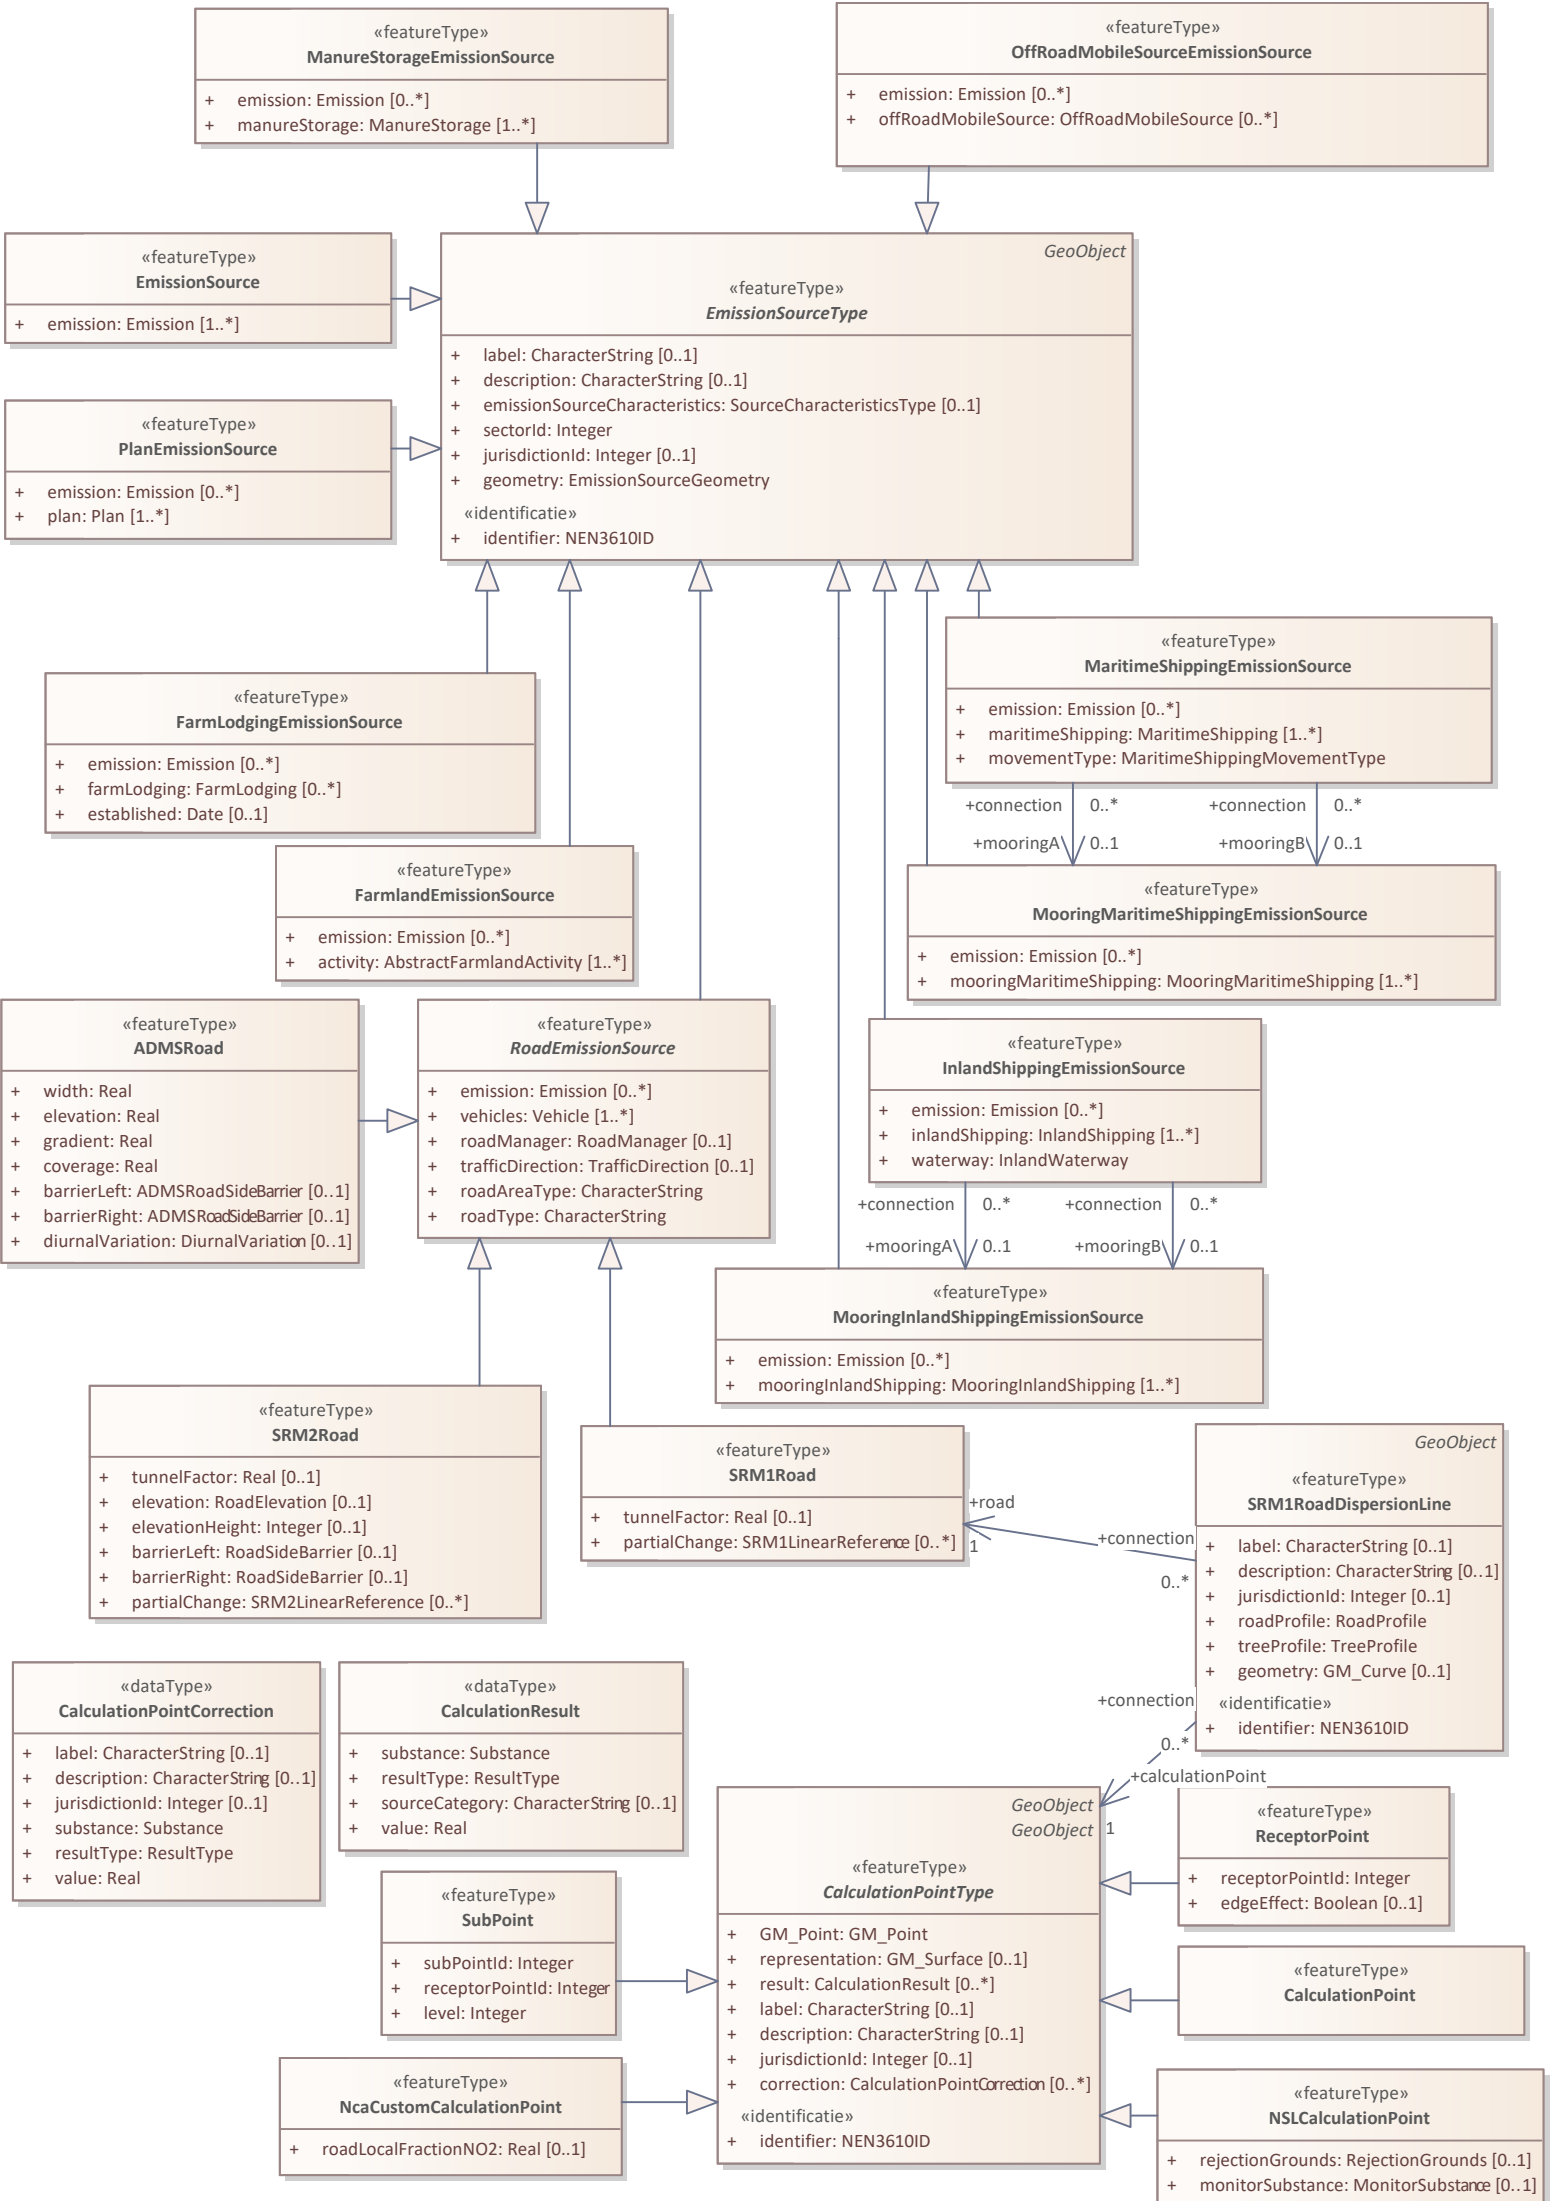 «featureType»
ManureStorageEmissionSource
+ emission: Emission [0..*]
+ manureStorage: ManureStorage [1..*]
«featureType»
OffRoadMobileSourceEmissionSource
+ emission: Emission [0..*]
+ offRoadMobileSource: OffRoadMobileSource [0..*]
«featureType»
EmissionSource
+ emission: Emission [1..*]
GeoObject
«featureType»
EmissionSourceType
+ label: CharacterString [0..1]
+ description: CharacterString [0..1]
+ emissionSourceCharacteristics: SourceCharacteristicsType [0..1]
+ sectorId: Integer
+ jurisdictionId: Integer [0..1]
+ geometry: EmissionSourceGeometry
«identificatie»
+ identifier: NEN3610ID
«featureType»
PlanEmissionSource
+ emission: Emission [0..*]
+ plan: Plan [1..*]
«featureType»
MaritimeShippingEmissionSource
+ emission: Emission [0..*]
+ maritimeShipping: MaritimeShipping [1..*]
+ movementType: MaritimeShippingMovementType
«featureType»
FarmLodgingEmissionSource
+ emission: Emission [0..*]
+ farmLodging: FarmLodging [0..*]
+ established: Date [0..1]
+connection 0..* +connection 0..*
+mooringA 0..1 +mooringB 0..1
«featureType»
FarmlandEmissionSource
+ emission: Emission [0..*]
+ activity: AbstractFarmlandActivity [1..*]
«featureType»
MooringMaritimeShippingEmissionSource
+ emission: Emission [0..*]
+ mooringMaritimeShipping: MooringMaritimeShipping [1..*]
«featureType»
ADMSRoad
+ width: Real
+ elevation: Real
+ gradient: Real
+ coverage: Real
+ barrierLeft: ADMSRoadSideBarrier [0..1]
+ barrierRight: ADMSRoadSideBarrier [0..1]
+ diurnalVariation: DiurnalVariation [0..1]
«featureType»
RoadEmissionSource
+ emission: Emission [0..*]
+ vehicles: Vehicle [1..*]
+ roadManager: RoadManager [0..1]
+ trafficDirection: TrafficDirection [0..1]
+ roadAreaType: CharacterString
+ roadType: CharacterString
«featureType»
InlandShippingEmissionSource
+ emission: Emission [0..*]
+ inlandShipping: InlandShipping [1..*]
+ waterway: InlandWaterway
+connection 0..* +connection 0..*
+mooringA 0..1 +mooringB 0..1
«featureType»
MooringInlandShippingEmissionSource
+ emission: Emission [0..*]
+ mooringInlandShipping: MooringInlandShipping [1..*]
«featureType»
SRM2Road
+ tunnelFactor: Real [0..1]
+ elevation: RoadElevation [0..1]
+ elevationHeight: Integer [0..1]
+ barrierLeft: RoadSideBarrier [0..1]
+ barrierRight: RoadSideBarrier [0..1]
+ partialChange: SRM2LinearReference [0..*]
«featureType»
SRM1Road
+ tunnelFactor: Real [0..1]
+ partialChange: SRM1LinearReference [0..*]
+road
1
+connection
0..*
GeoObject
«featureType»
SRM1RoadDispersionLine
+ label: CharacterString [0..1]
+ description: CharacterString [0..1]
+ jurisdictionId: Integer [0..1]
+ roadProfile: RoadProfile
+ treeProfile: TreeProfile
+ geometry: GM_Curve [0..1]
«identificatie»
+ identifier: NEN3610ID
+connection
0..*
+calculationPoint
1
«dataType»
CalculationPointCorrection
+ label: CharacterString [0..1]
+ description: CharacterString [0..1]
+ jurisdictionId: Integer [0..1]
+ substance: Substance
+ resultType: ResultType
+ value: Real
«dataType»
CalculationResult
+ substance: Substance
+ resultType: ResultType
+ sourceCategory: CharacterString [0..1]
+ value: Real
GeoObject
GeoObject
«featureType»
CalculationPointType
+ GM_Point: GM_Point
+ representation: GM_Surface [0..1]
+ result: CalculationResult [0..*]
+ label: CharacterString [0..1]
+ description: CharacterString [0..1]
+ jurisdictionId: Integer [0..1]
+ correction: CalculationPointCorrection [0..*]
«identificatie»
+ identifier: NEN3610ID
«featureType»
ReceptorPoint
+ receptorPointId: Integer
+ edgeEffect: Boolean [0..1]
«featureType»
SubPoint
+ subPointId: Integer
+ receptorPointId: Integer
+ level: Integer
«featureType»
CalculationPoint
«featureType»
NcaCustomCalculationPoint
+ roadLocalFractionNO2: Real [0..1]
«featureType»
NSLCalculationPoint
+ rejectionGrounds: RejectionGrounds [0..1]
+ monitorSubstance: MonitorSubstance [0..1]